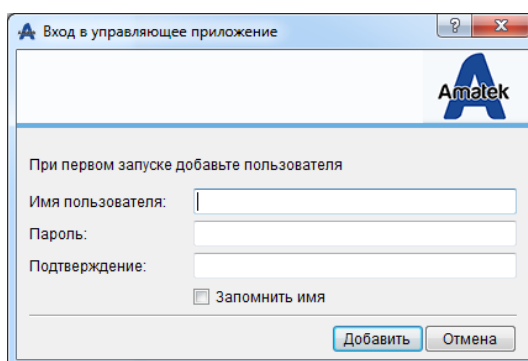 Вход в управляющее приложение
?
Amatek
При первом запуске добавьте пользователя
Имя пользователя:
Пароль:
Подтверждение:
Запомнить имя
Добавить Отмена